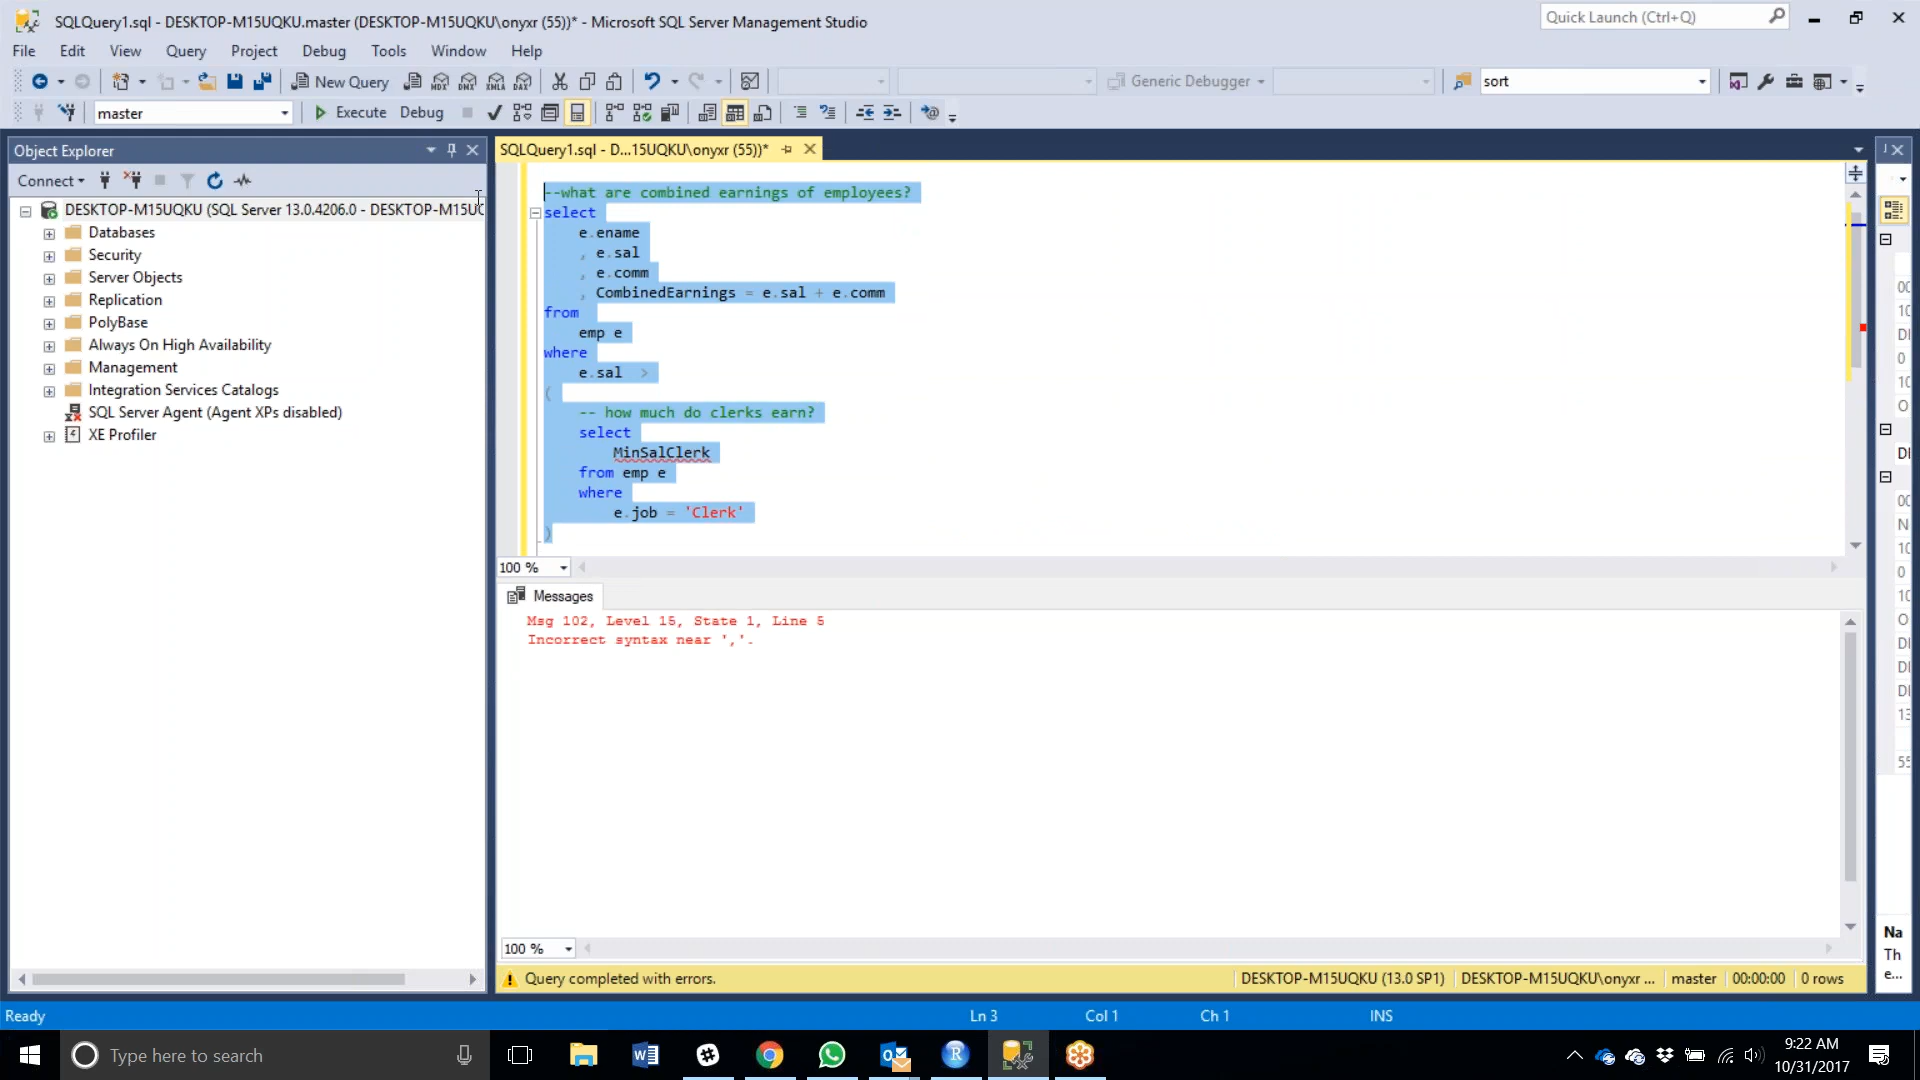 SQLQuery1.sql - DESKTOP-M15UQKU.master (DESKTOP-M15UQKU\onyxr (55))* - Microsoft SQL Server Management Studio
Quick Launch (Ctrl+Q)
File Edit View Query Project Debug Tools Window Help
New Query
MDX DMX XMLA DAX
Generic Debugger
sort
master
Execute Debug
Object Explorer
SQLQuery1.sql - D...15UQKU\onyxr (55))*
Connect
DESKTOP-M15UQKU (SQL Server 13.0.4206.0 - DESKTOP-M15UQ
Databases
Security
Server Objects
Replication
PolyBase
Always On High Availability
Management
Integration Services Catalogs
SQL Server Agent (Agent XPs disabled)
XE Profiler
--what are combined earnings of employees?
select
e.ename
, e.sal
, e.comm
, CombinedEarnings = e.sal + e.comm
from
emp e
where
e.sal >
(
-- how much do clerks earn?
select
MinSalClerk
from emp e
where
e.job = 'Clerk'
)
100 %
Messages
Msg 102, Level 15, State 1, Line 5
Incorrect syntax near ','.
100 %
Query completed with errors.
DESKTOP-M15UQKU (13.0 SP1) DESKTOP-M15UQKU\onyxr ... master 00:00:00 0 rows
Na
Th
e...
Ready
Ln 3 Col 1 Ch 1 INS
Type here to search
9:22 AM
10/31/2017